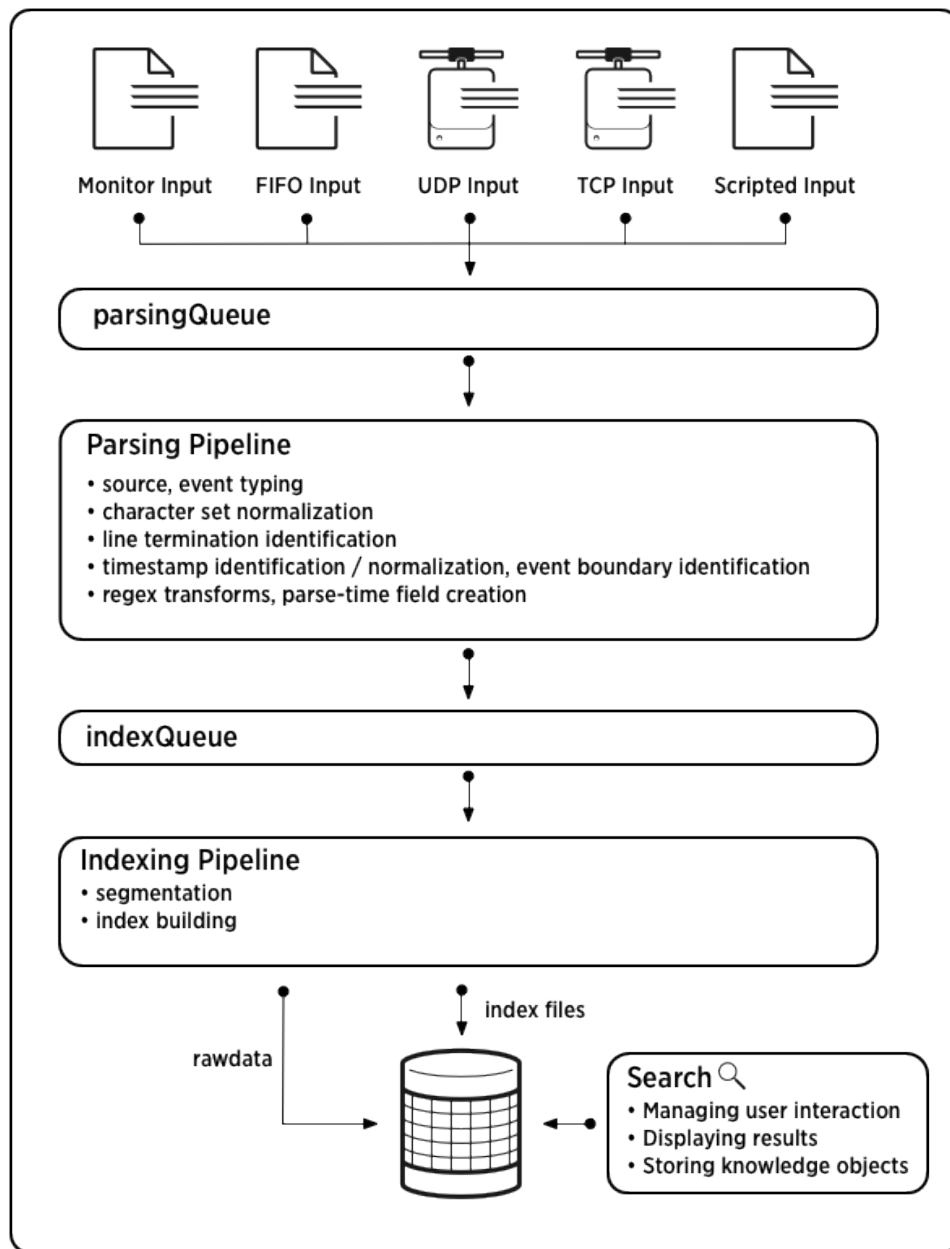 Monitor Input
FIFO Input
UDP Input
TCP Input
Scripted Input
parsingQueue
Parsing Pipeline
• source, event typing
• character set normalization
• line termination identification
• timestamp identification / normalization, event boundary identification
• regex transforms, parse-time field creation
indexQueue
Indexing Pipeline
• segmentation
• index building
index files
rawdata
Search
• Managing user interaction
• Displaying results
• Storing knowledge objects